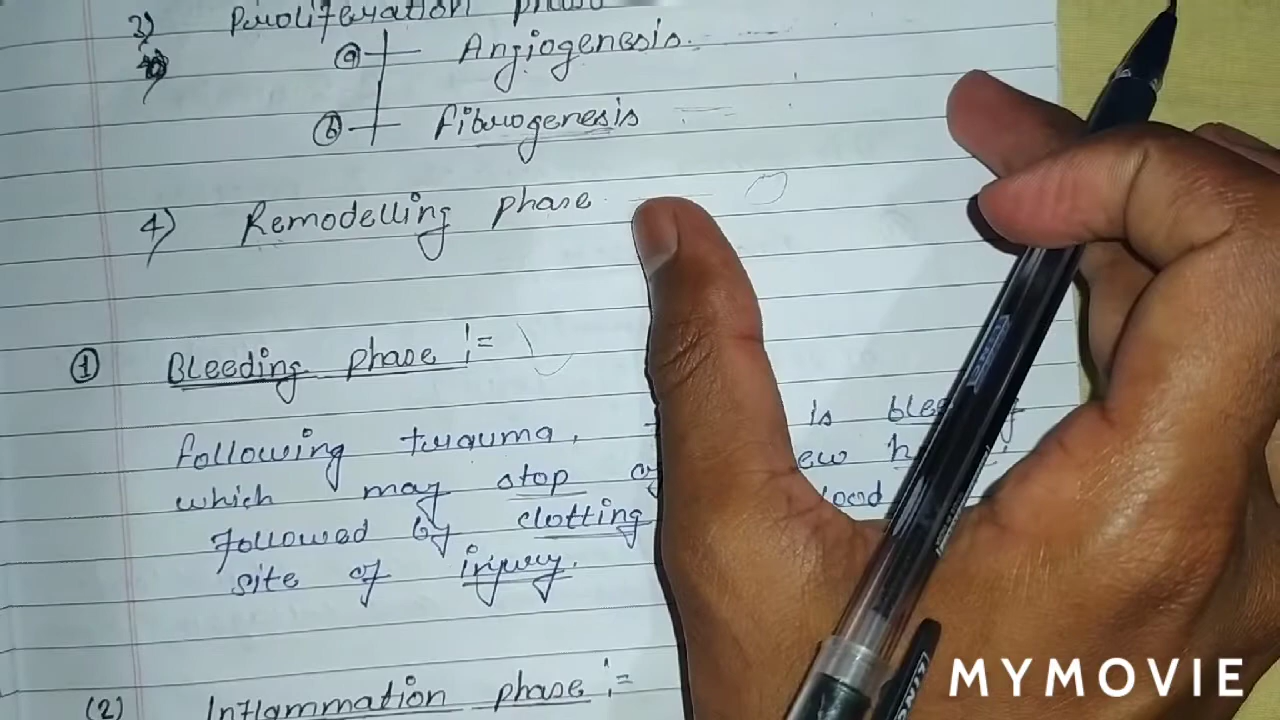 3) Proliferation phase
(a) Angiogenesis.
(b) Fibrogenesis
4) Remodelling phase
(1) Bleeding phase :-
Following trauma, is
which may stop
Followed by clotting
site of injury.
(2) Inflammation phase :-
MYMOVIE